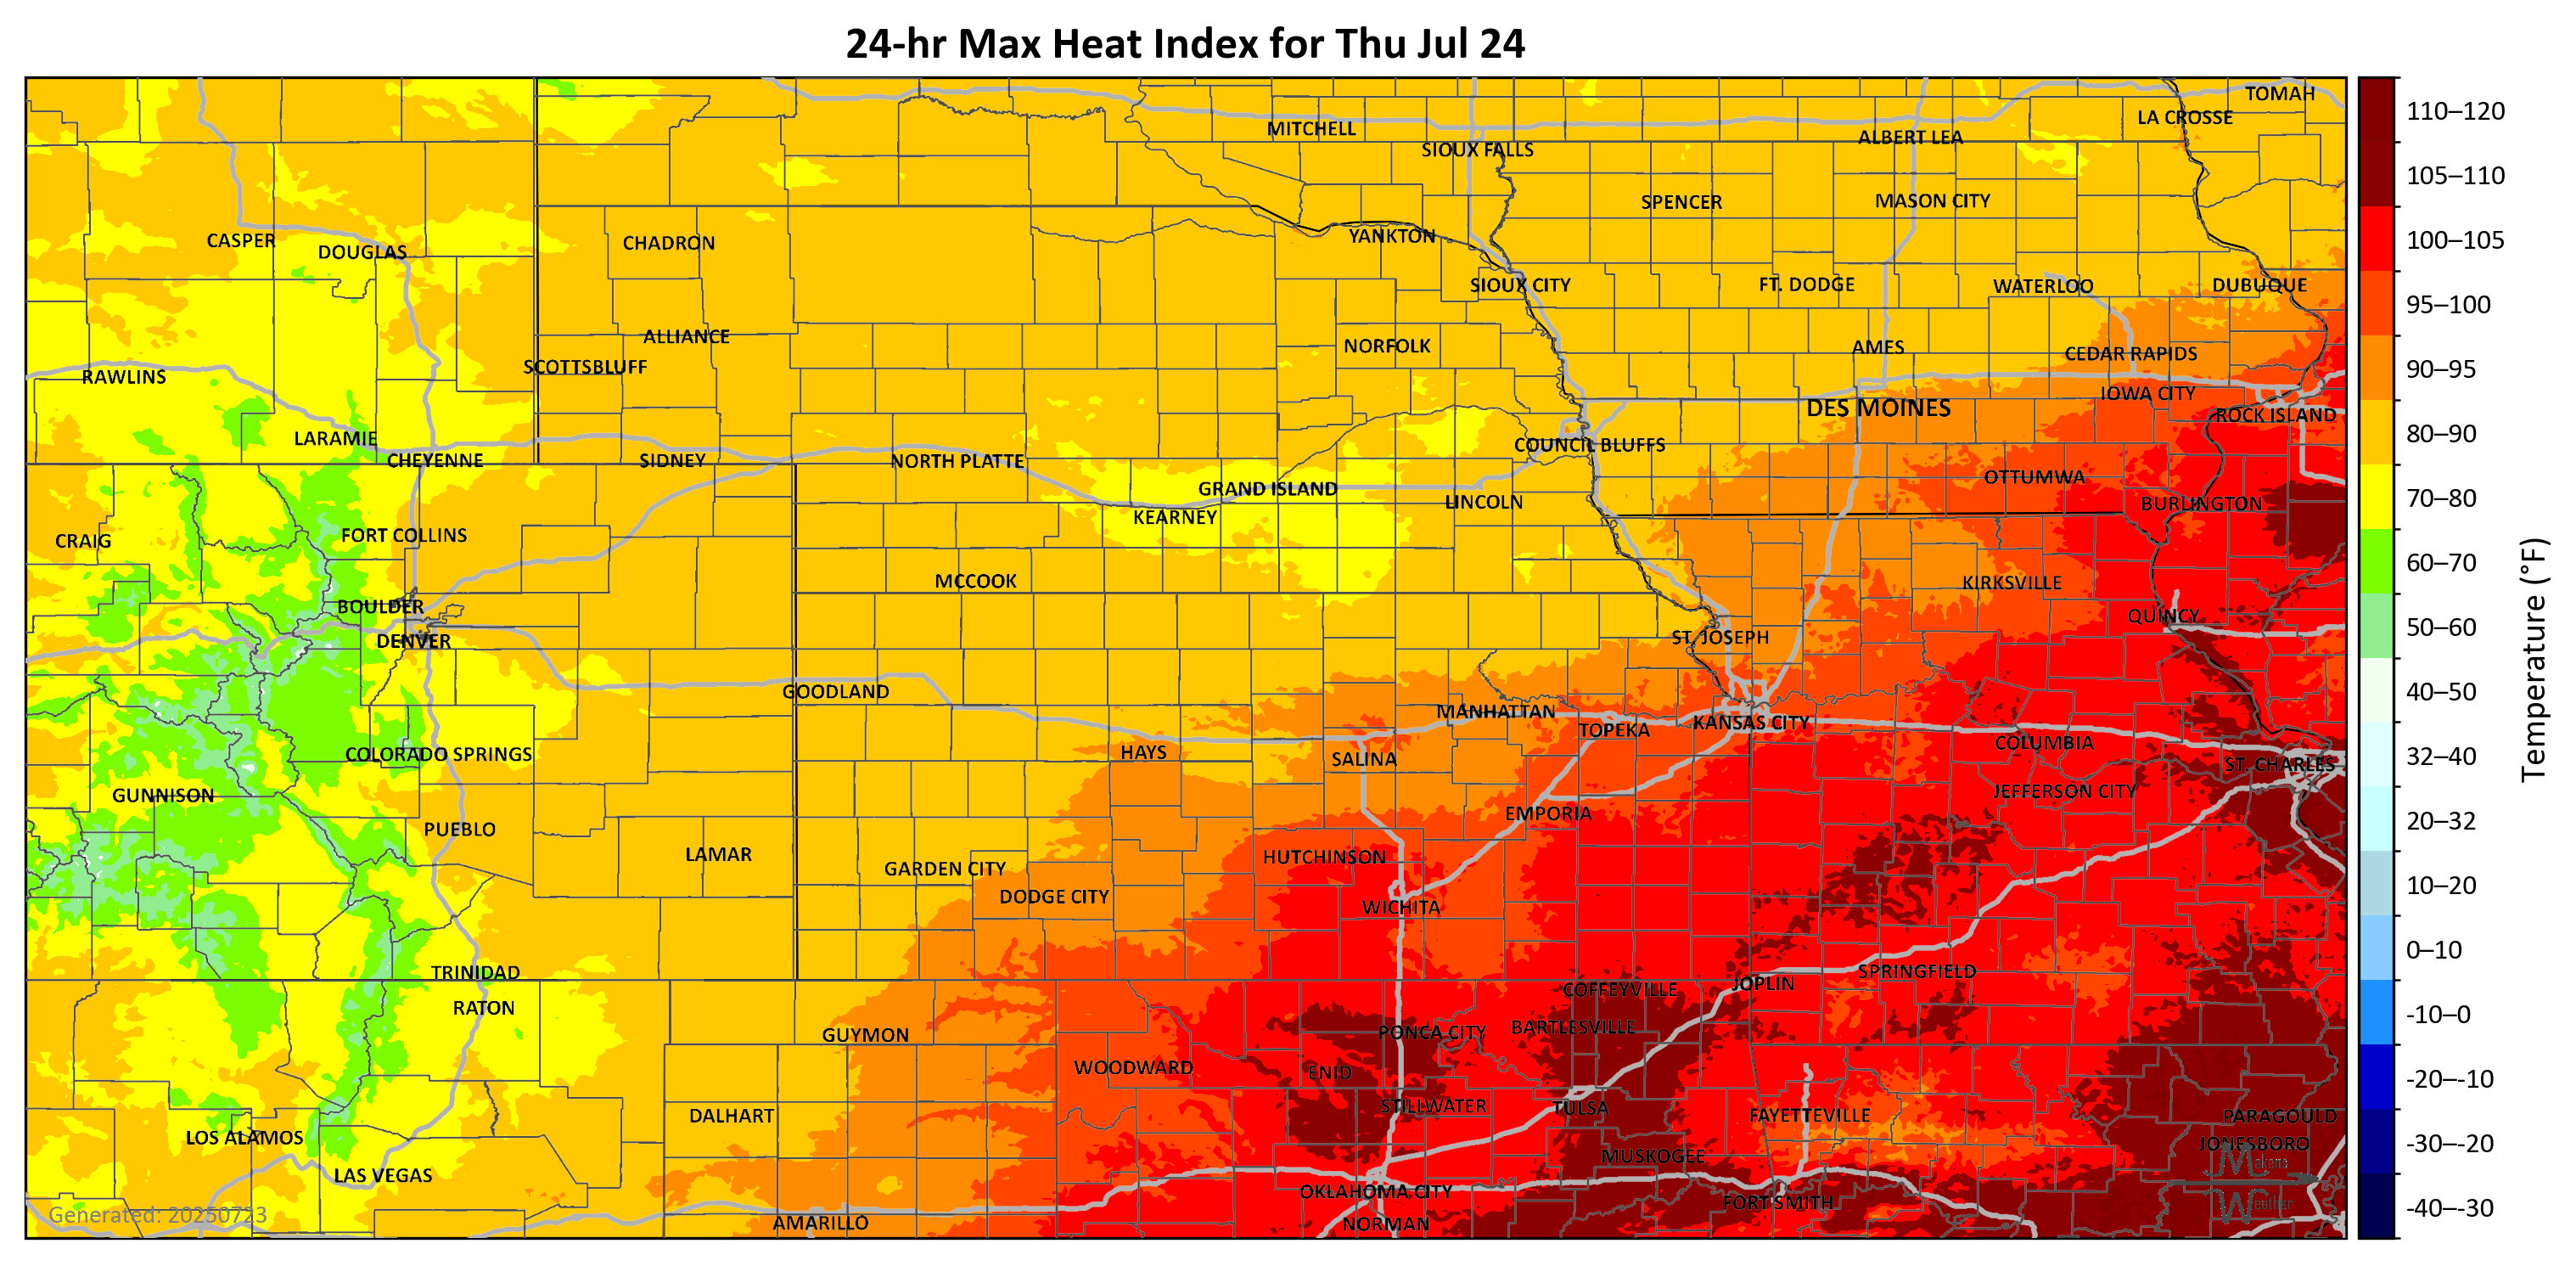 24-hr Max Heat Index for Thu Jul 24
TOMAH
LA CROSSE
MITCHELL
ALBERT LEA
SIOUX FALLS
SPENCER
MASON CITY
CASPER
DOUGLAS
CHADRON
YANKTON
SIOUX CITY
FT. DODGE
WATERLOO
DUBUQUE
ALLIANCE
NORFOLK
AMES
CEDAR RAPIDS
SCOTTSBLUFF
RAWLINS
IOWA CITY
DES MOINES
ROCK ISLAND
LARAMIE
COUNCIL BLUFFS
CHEYENNE
SIDNEY
NORTH PLATTE
OTTUMWA
GRAND ISLAND
LINCOLN
BURLINGTON
KEARNEY
CRAIG
FORT COLLINS
MCCOOK
KIRKSVILLE
BOULDER
QUINCY
DENVER
ST. JOSEPH
GOODLAND
MANHATTAN
TOPEKA
KANSAS CITY
COLORADO SPRINGS
HAYS
SALINA
COLUMBIA
ST. CHARLES
GUNNISON
JEFFERSON CITY
EMPORIA
PUEBLO
LAMAR
HUTCHINSON
GARDEN CITY
DODGE CITY
WICHITA
TRINIDAD
SPRINGFIELD
JOPLIN
COFFEYVILLE
RATON
GUYMON
PONCA CITY
BARTLESVILLE
WOODWARD
ENID
STILLWATER
TULSA
DALHART
FAYETTEVILLE
PARAGOULD
LOS ALAMOS
JONESBORO
MUSKOGEE
LAS VEGAS
OKLAHOMA CITY
FORT SMITH
AMARILLO
NORMAN
Generated: 20250723
Makens
Weather
110–120
105–110
100–105
95–100
90–95
80–90
70–80
60–70
50–60
40–50
32–40
20–32
10–20
0–10
-10–0
-20–-10
-30–-20
-40–-30
Temperature (°F)